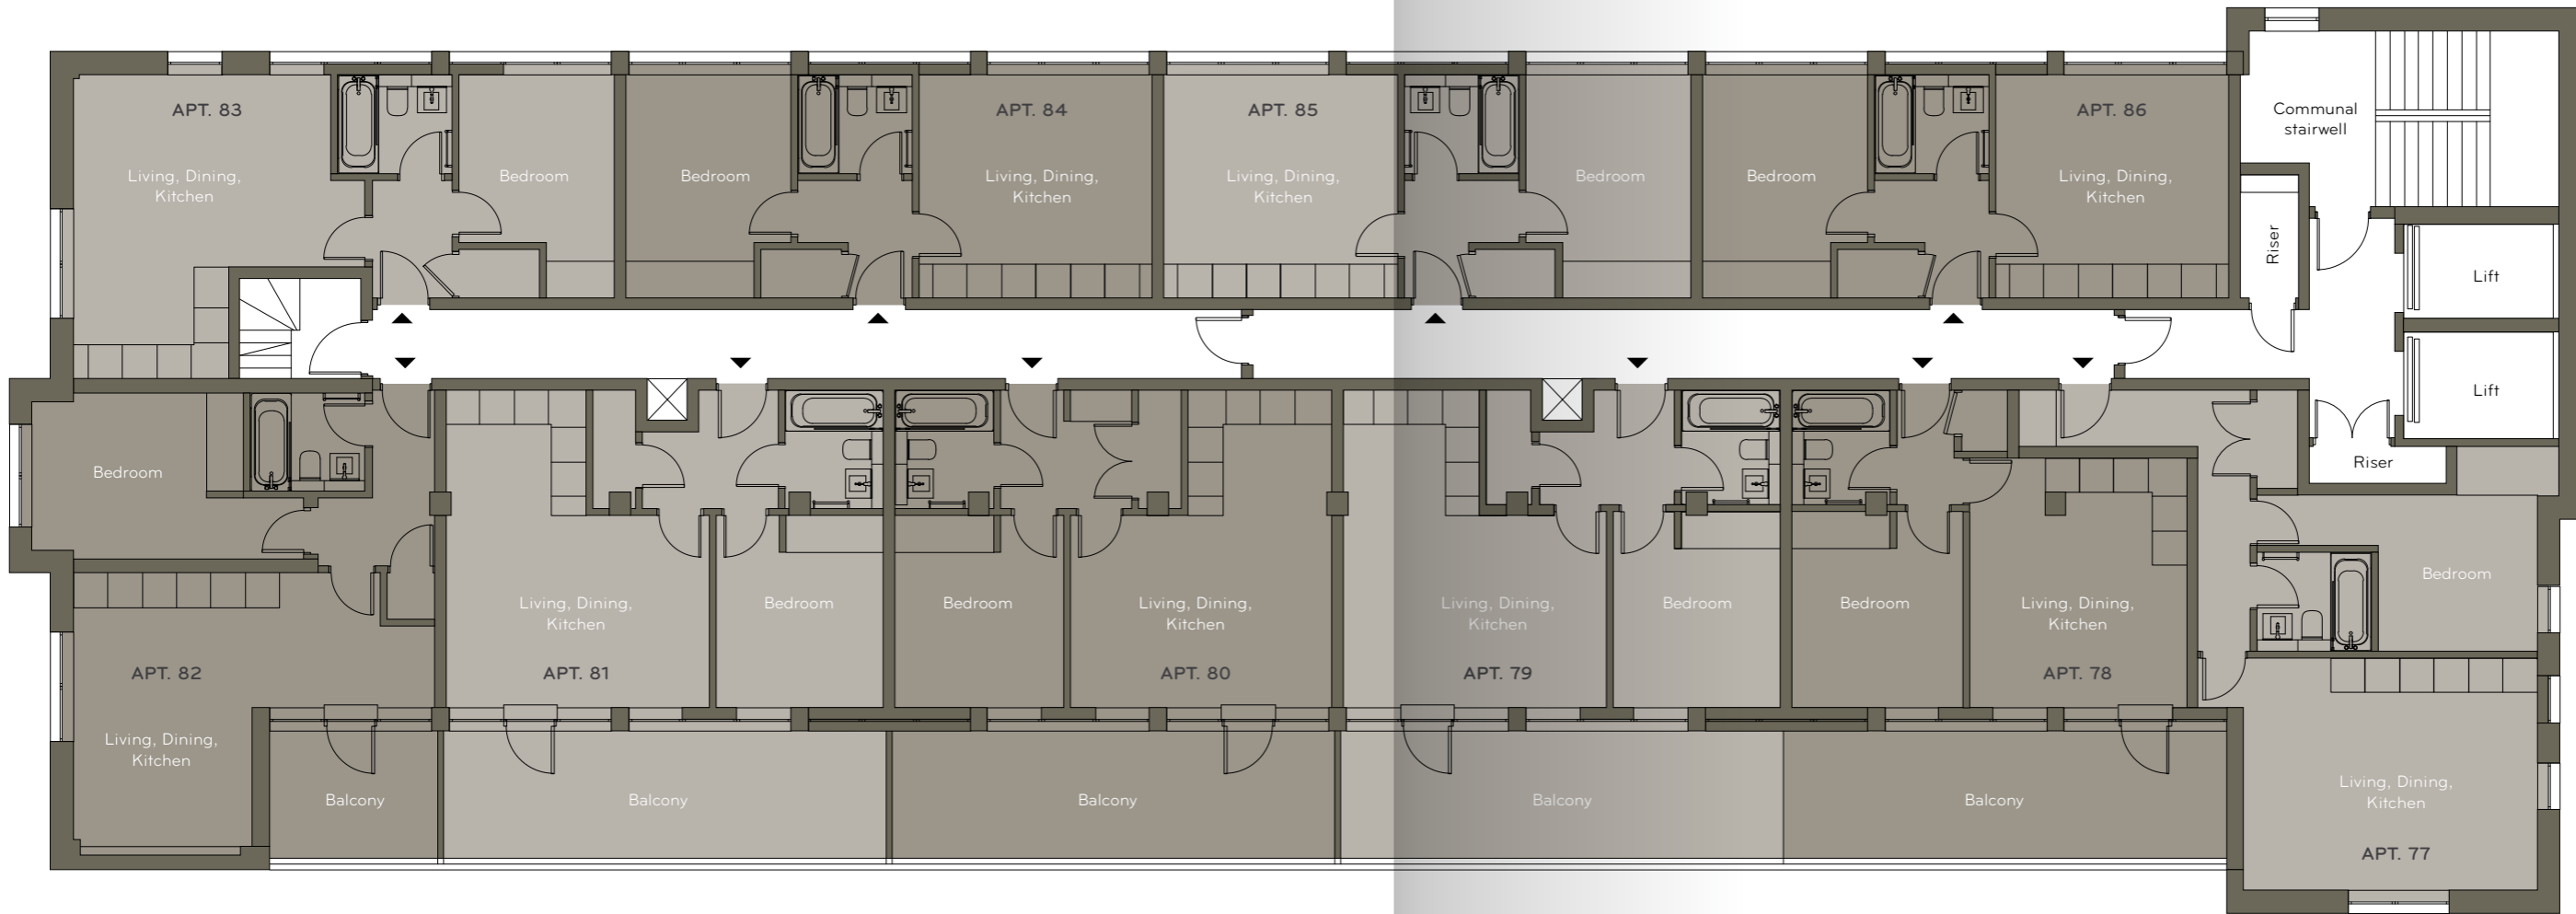 APT. 83
APT. 84
APT. 85
APT. 86
Communal
stairwell
Living, Dining,
Kitchen
Bedroom
Bedroom
Living, Dining,
Kitchen
Living, Dining,
Kitchen
Bedroom
Bedroom
Living, Dining,
Kitchen
Riser
Lift
Lift
Bedroom
Riser
Living, Dining,
Kitchen
Bedroom
Bedroom
Living, Dining,
Kitchen
Living, Dining,
Kitchen
Bedroom
Bedroom
Living, Dining,
Kitchen
Bedroom
APT. 82
APT. 81
APT. 80
APT. 79
APT. 78
Living, Dining,
Kitchen
Balcony
Balcony
Balcony
Balcony
Balcony
Living, Dining,
Kitchen
APT. 77